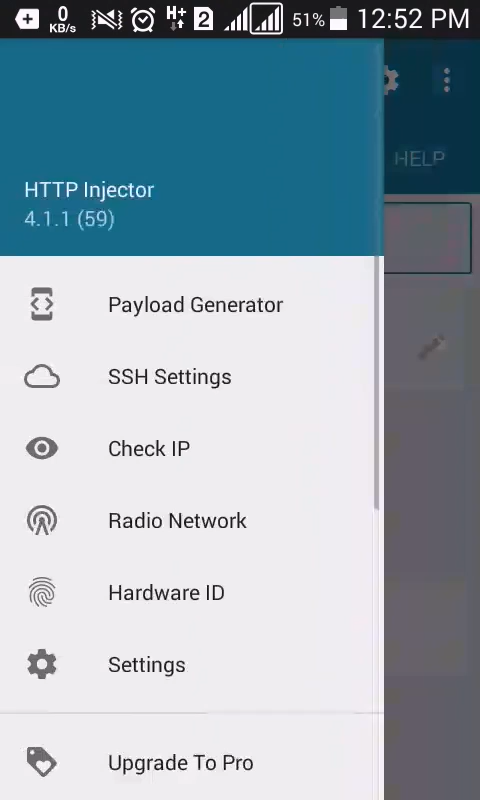 0
KB/s
H+
2
51%
12:52 PM
HELP
HTTP Injector
4.1.1 (59)
Payload Generator
SSH Settings
Check IP
Radio Network
Hardware ID
Settings
Upgrade To Pro